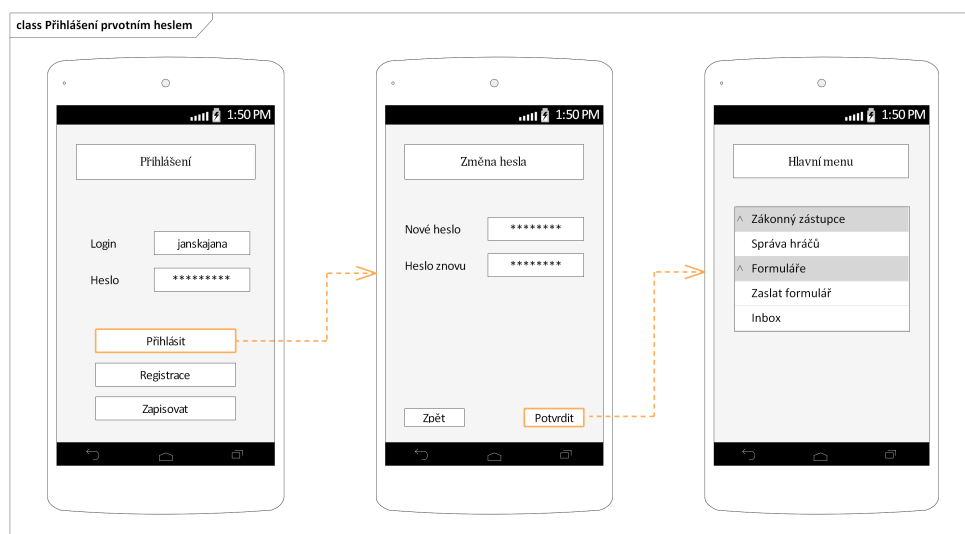 class Přihlášení prvotním heslem
1:50 PM
Přihlášení
Login
janskajana
Heslo
*********
Přihlásit
Registrace
Zapisovat
1:50 PM
Změna hesla
Nové heslo
********
Heslo znovu
********
Zpět
Potvrdit
1:50 PM
Hlavní menu
^ Zákonný zástupce
Správa hráčů
^ Formuláře
Zaslat formulář
Inbox